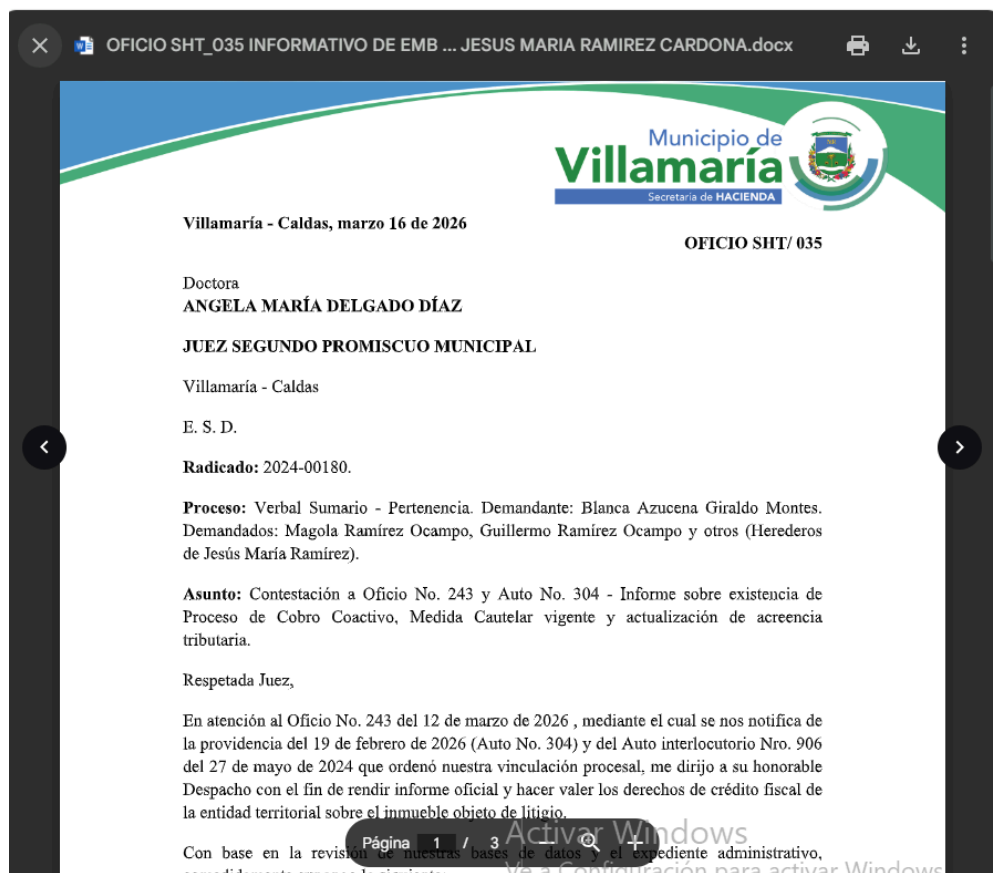 OFICIO SHT_035 INFORMATIVO DE EMB ... JESUS MARIA RAMIREZ CARDONA.docx
Municipio de
Villamaría
Secretaría de HACIENDA
Villamaría - Caldas, marzo 16 de 2026
OFICIO SHT/ 035
Doctora
ANGELA MARÍA DELGADO DÍAZ
JUEZ SEGUNDO PROMISCUO MUNICIPAL
Villamaría - Caldas
E. S. D.
Radicado: 2024-00180.
Proceso: Verbal Sumario - Pertenencia. Demandante: Blanca Azucena Giraldo Montes.
Demandados: Magola Ramírez Ocampo, Guillermo Ramírez Ocampo y otros (Herederos
de Jesús María Ramírez).
Asunto: Contestación a Oficio No. 243 y Auto No. 304 - Informe sobre existencia de
Proceso de Cobro Coactivo, Medida Cautelar vigente y actualización de acreencia
tributaria.
Respetada Juez,
En atención al Oficio No. 243 del 12 de marzo de 2026 , mediante el cual se nos notifica de
la providencia del 19 de febrero de 2026 (Auto No. 304) y del Auto interlocutorio Nro. 906
del 27 de mayo de 2024 que ordenó nuestra vinculación procesal, me dirijo a su honorable
Despacho con el fin de rendir informe oficial y hacer valer los derechos de crédito fiscal de
la entidad territorial sobre el inmueble objeto de litigio.
Página 1 / 3
Activar Windows
Con base en la revisión de nuestras bases de datos y el expediente administrativo,
Ve a Configuración para activar Windows